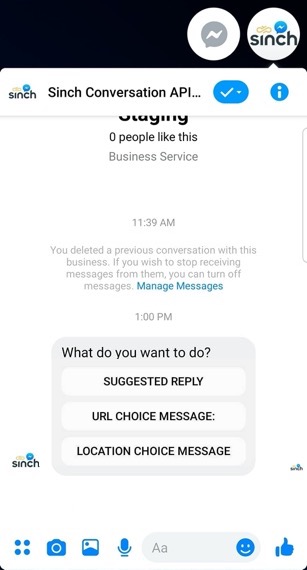 sinch
sinch
Sinch Conversation API...
Staging
0 people like this
Business Service
11:39 AM
You deleted a previous conversation with this
business. If you wish to stop receiving
messages from them, you can turn off
messages. Manage Messages
1:00 PM
What do you want to do?
SUGGESTED REPLY
URL CHOICE MESSAGE:
LOCATION CHOICE MESSAGE
sinch
sinch
Aa